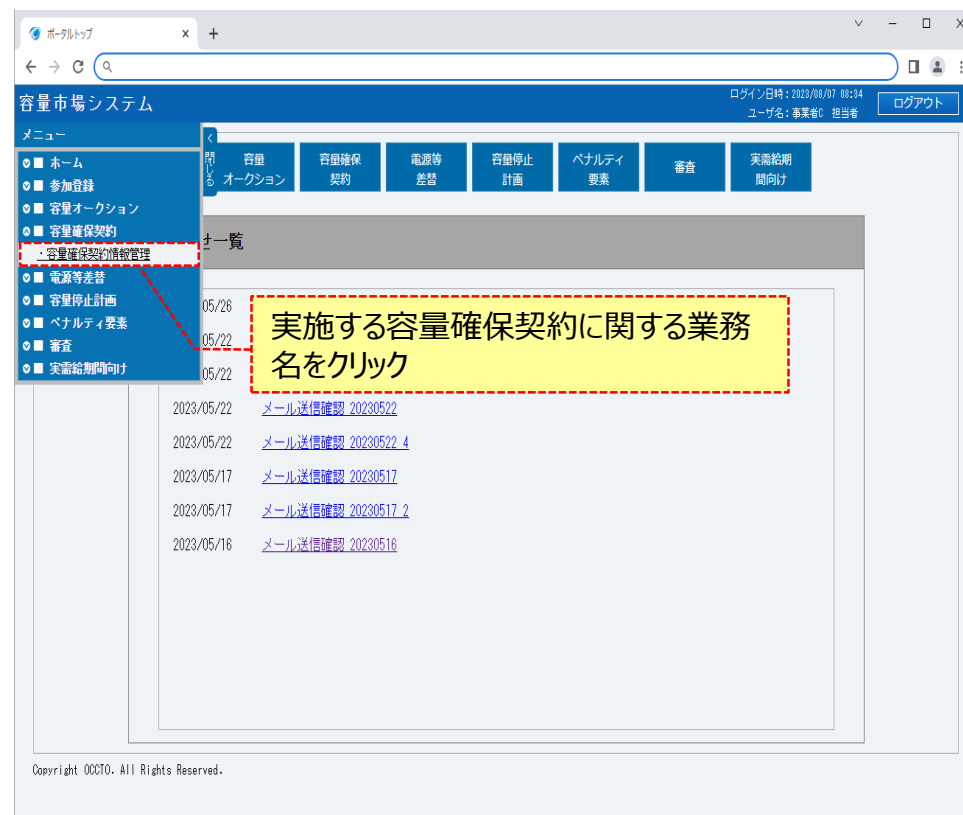 ポータルトップ
容量市場システム
ログイン日時：2023/08/07 08:34
ユーザ名：事業者C 担当者
ログアウト
メニュー
閉じる
ホーム
参加登録
容量オークション
容量確保契約
・容量確保契約情報管理
電源等差替
容量停止計画
ペナルティ要素
審査
実需給期間向け
容量
オークション
容量確保
契約
電源等
差替
容量停止
計画
ペナルティ
要素
審査
実需給期
間向け
せ一覧
05/26
05/22
05/22
実施する容量確保契約に関する業務
名をクリック
2023/05/22 メール送信確認 20230522
2023/05/22 メール送信確認 20230522 4
2023/05/17 メール送信確認 20230517
2023/05/17 メール送信確認 20230517 2
2023/05/16 メール送信確認 20230516
Copyright OCCTO. All Rights Reserved.